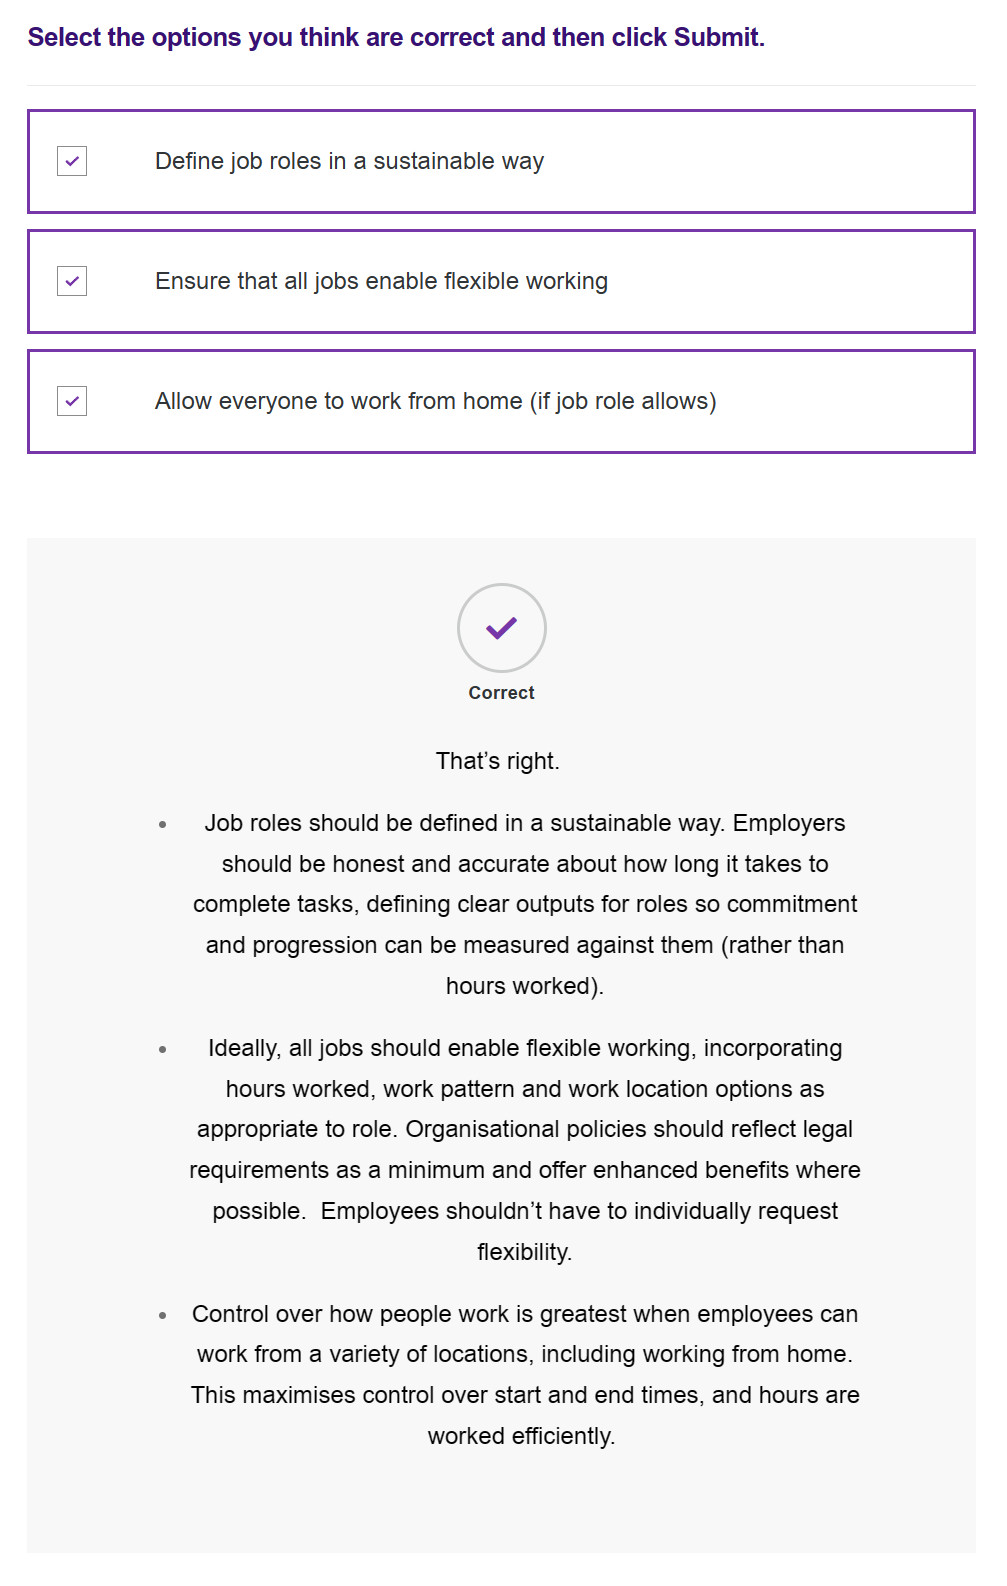 Select the options you think are correct and then click Submit.
Define job roles in a sustainable way
Ensure that all jobs enable flexible working
Allow everyone to work from home (if job role allows)
Correct
That’s right.
• Job roles should be defined in a sustainable way. Employers
should be honest and accurate about how long it takes to
complete tasks, defining clear outputs for roles so commitment
and progression can be measured against them (rather than
hours worked).
• Ideally, all jobs should enable flexible working, incorporating
hours worked, work pattern and work location options as
appropriate to role. Organisational policies should reflect legal
requirements as a minimum and offer enhanced benefits where
possible.  Employees shouldn’t have to individually request
flexibility.
• Control over how people work is greatest when employees can
work from a variety of locations, including working from home.
This maximises control over start and end times, and hours are
worked efficiently.